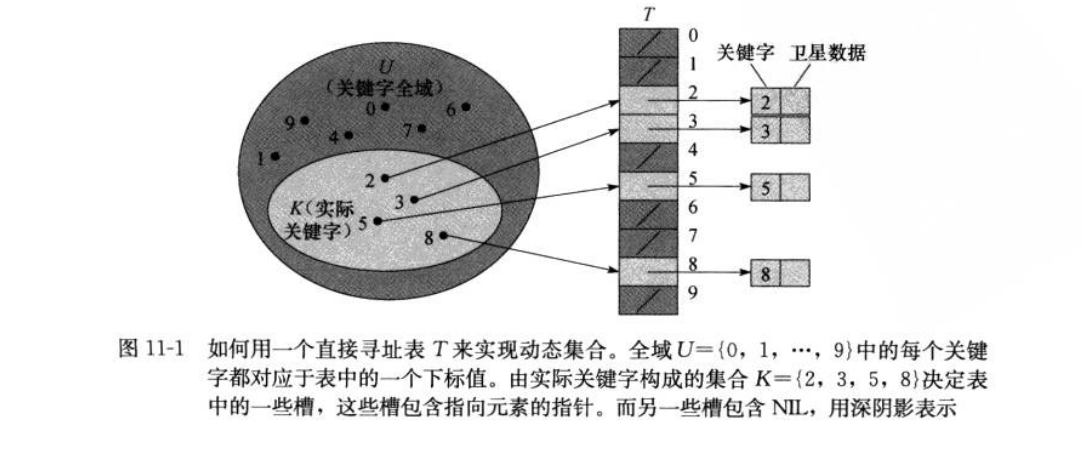 T
U
(关键字全域)
0
6
9
4
7
1
2
3
K(实际
关键字)
5
8
0
1
2
3
4
5
6
7
8
9
关键字 卫星数据
2
3
5
8
图 11-1 如何用一个直接寻址表 T 来实现动态集合。全域 U={0, 1, …, 9}中的每个关键
字都对应于表中的一个下标值。由实际关键字构成的集合 K={2, 3, 5, 8}决定表
中的一些槽，这些槽包含指向元素的指针。而另一些槽包含 NIL，用深阴影表示